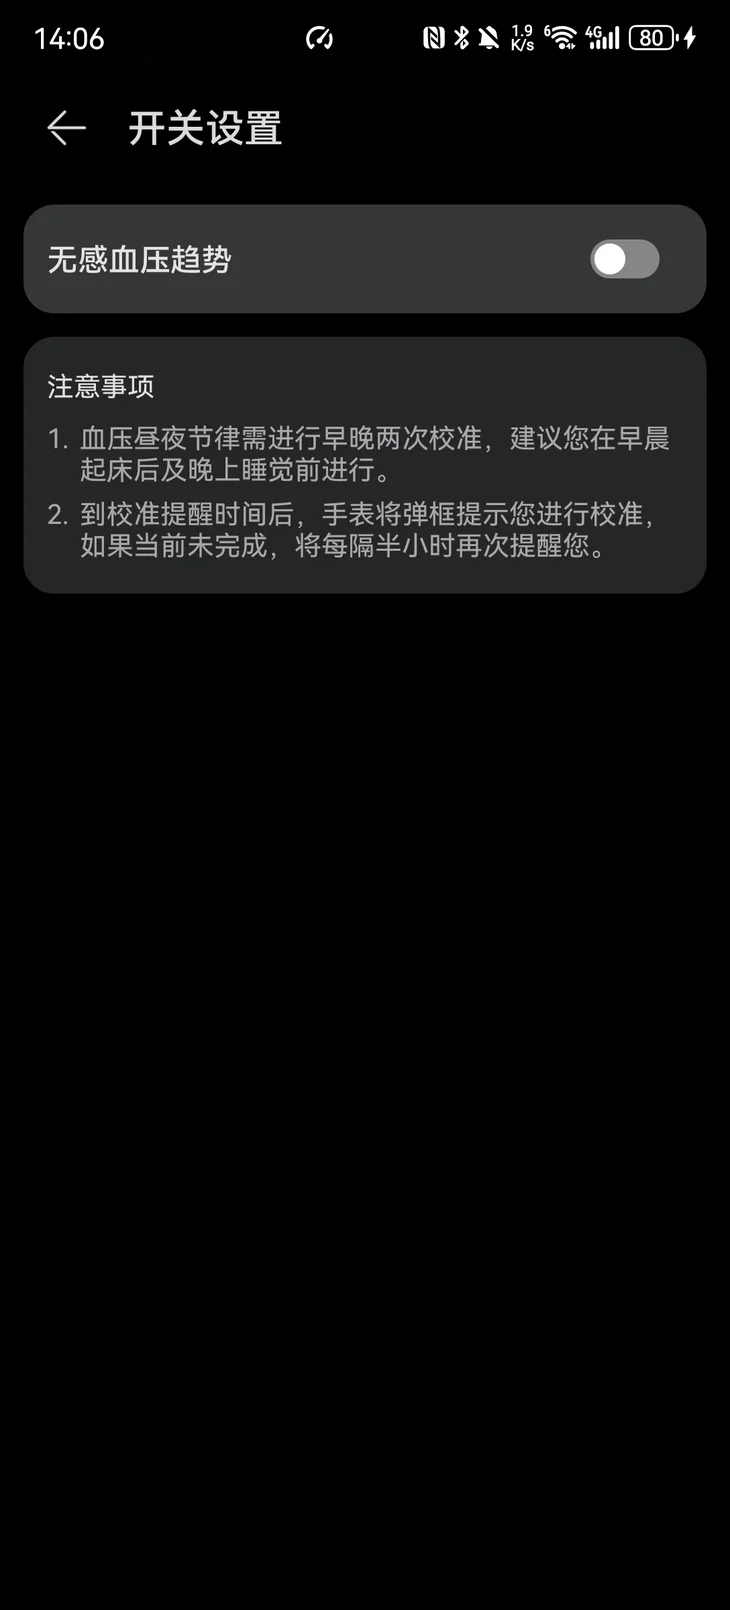 14:06
1.9
K/s
6
4G
80
开关设置
无感血压趋势
注意事项
1. 血压昼夜节律需进行早晚两次校准，建议您在早晨
起床后及晚上睡觉前进行。
2. 到校准提醒时间后，手表将弹框提示您进行校准，
如果当前未完成，将每隔半小时再次提醒您。